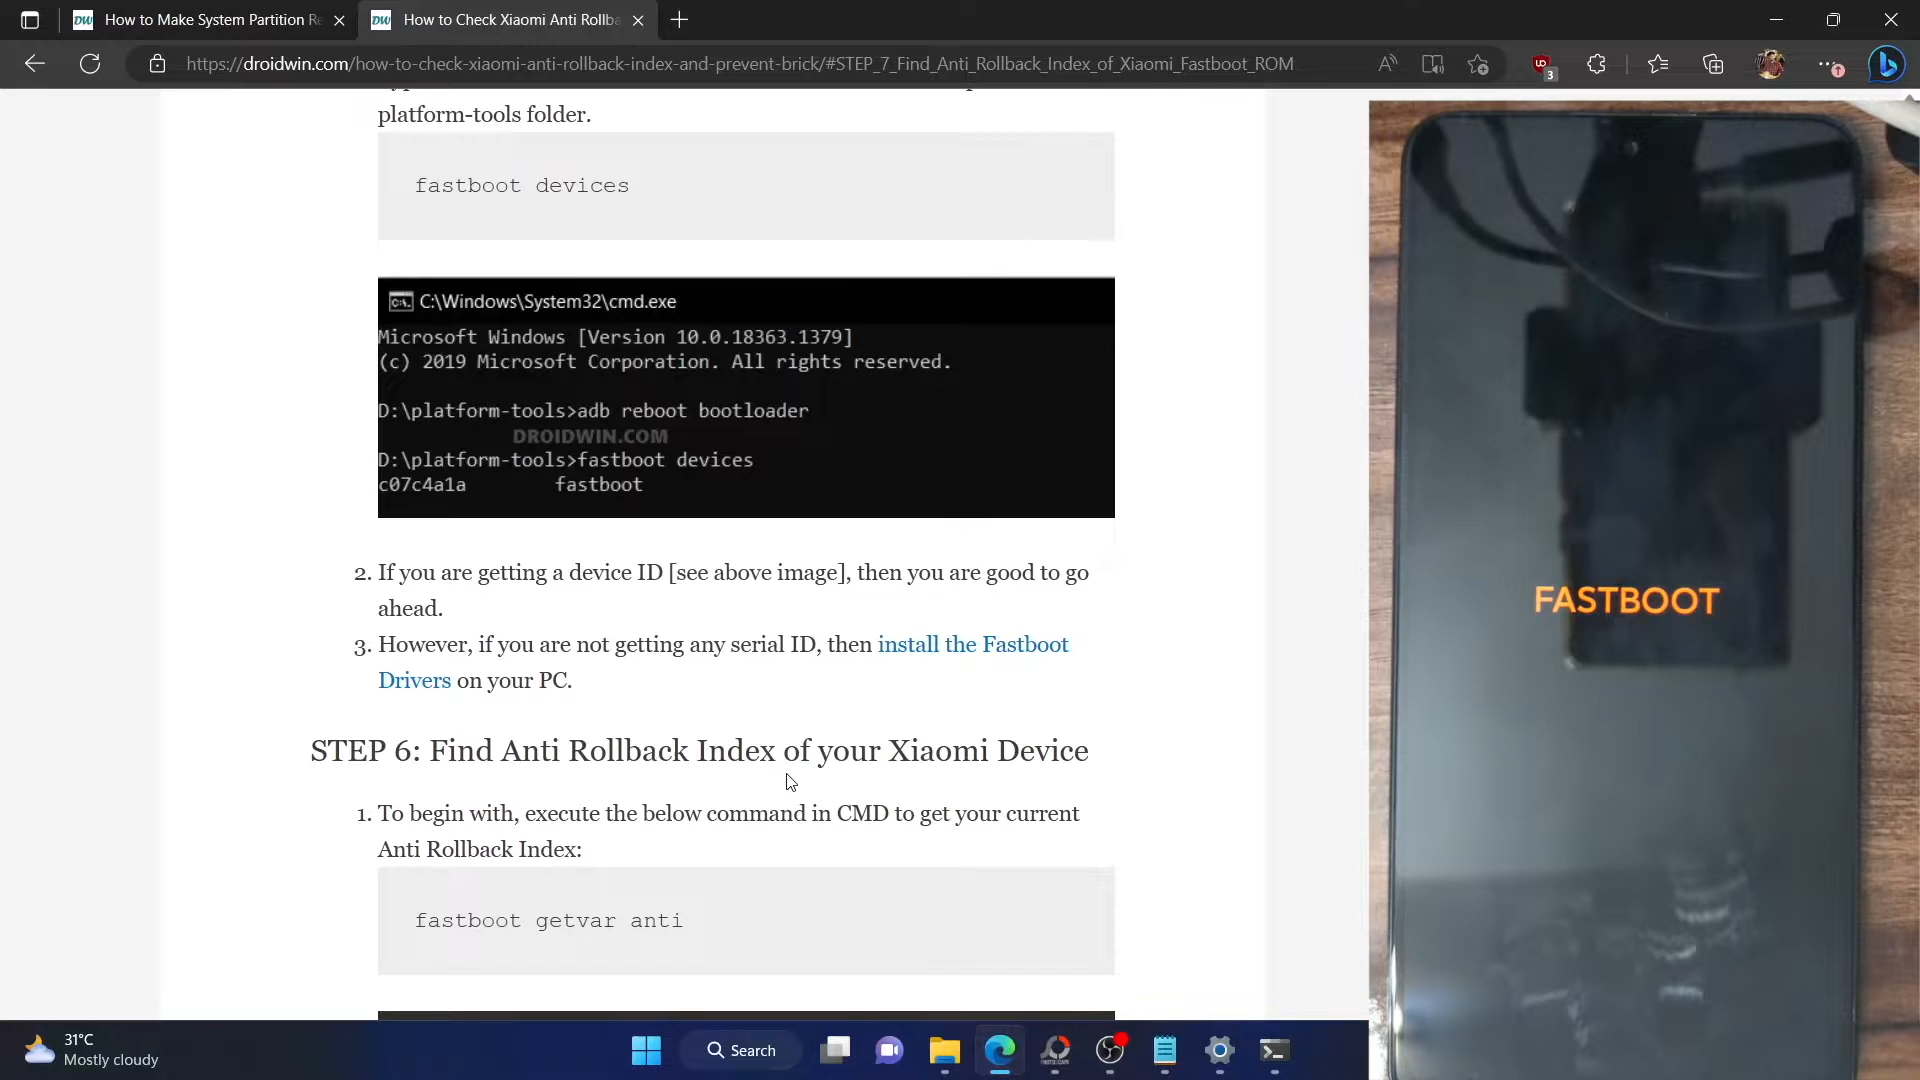 How to Make System Partition Re
How to Check Xiaomi Anti Rollba
https://droidwin.com/how-to-check-xiaomi-anti-rollback-index-and-prevent-brick/#STEP_7_Find_Anti_Rollback_Index_of_Xiaomi_Fastboot_ROM
3
platform-tools folder.
fastboot devices
C:\Windows\System32\cmd.exe
Microsoft Windows [Version 10.0.18363.1379]
(c) 2019 Microsoft Corporation. All rights reserved.
D:\platform-tools>adb reboot bootloader
DROIDWIN.COM
D:\platform-tools>fastboot devices
c07c4a1a fastboot
2. If you are getting a device ID [see above image], then you are good to go
ahead.
3. However, if you are not getting any serial ID, then install the Fastboot
Drivers on your PC.
STEP 6: Find Anti Rollback Index of your Xiaomi Device
1. To begin with, execute the below command in CMD to get your current
Anti Rollback Index:
fastboot getvar anti
FASTBOOT
31°C
Mostly cloudy
Search